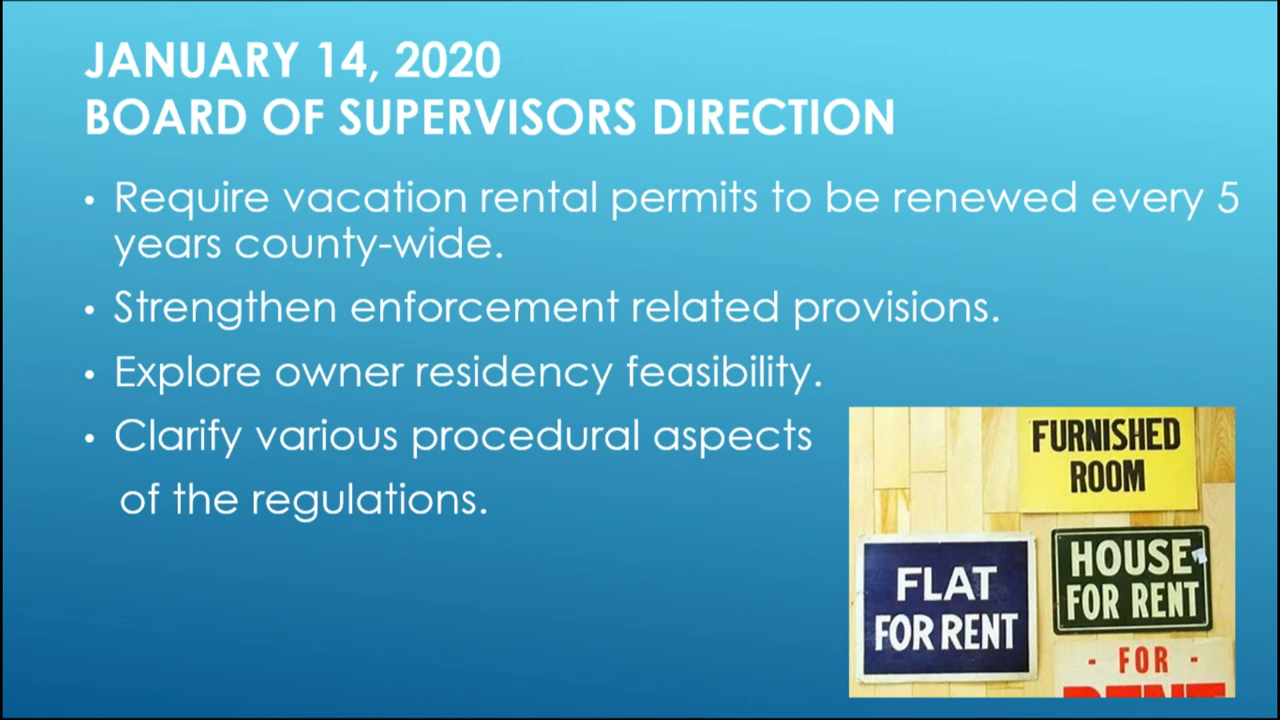 JANUARY 14, 2020
BOARD OF SUPERVISORS DIRECTION
• Require vacation rental permits to be renewed every 5
years county-wide.
• Strengthen enforcement related provisions.
• Explore owner residency feasibility.
• Clarify various procedural aspects
of the regulations.
FURNISHED
ROOM
FLAT
FOR RENT
HOUSE
FOR RENT
- FOR -
RENT